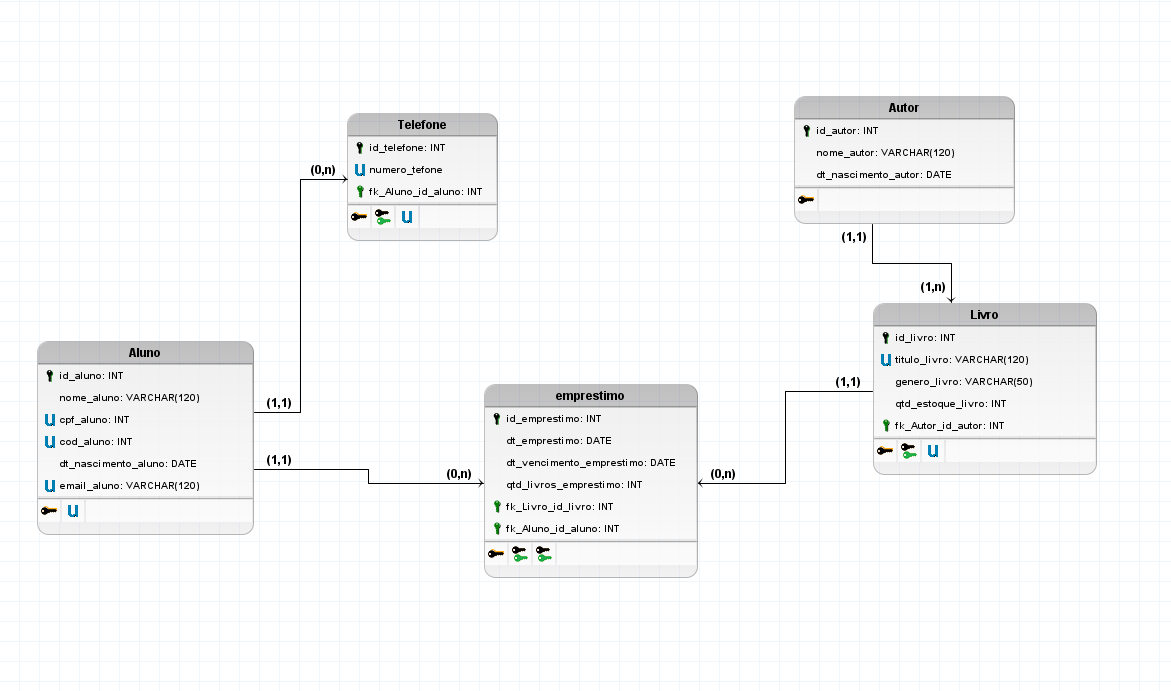 Telefone
id_telefone: INT
U numero_tefone
fk_Aluno_id_aluno: INT
U
(0,n)
Autor
id_autor: INT
nome_autor: VARCHAR(120)
dt_nascimento_autor: DATE
(1,1)
(1,n)
Livro
id_livro: INT
U titulo_livro: VARCHAR(120)
genero_livro: VARCHAR(50)
qtd_estoque_livro: INT
fk_Autor_id_autor: INT
U
(1,1)
Aluno
id_aluno: INT
nome_aluno: VARCHAR(120)
U cpf_aluno: INT
U cod_aluno: INT
dt_nascimento_aluno: DATE
U email_aluno: VARCHAR(120)
U
(1,1)
(1,1)
(0,n)
emprestimo
id_emprestimo: INT
dt_emprestimo: DATE
dt_vencimento_emprestimo: DATE
qtd_livros_emprestimo: INT
fk_Livro_id_livro: INT
fk_Aluno_id_aluno: INT
(0,n)